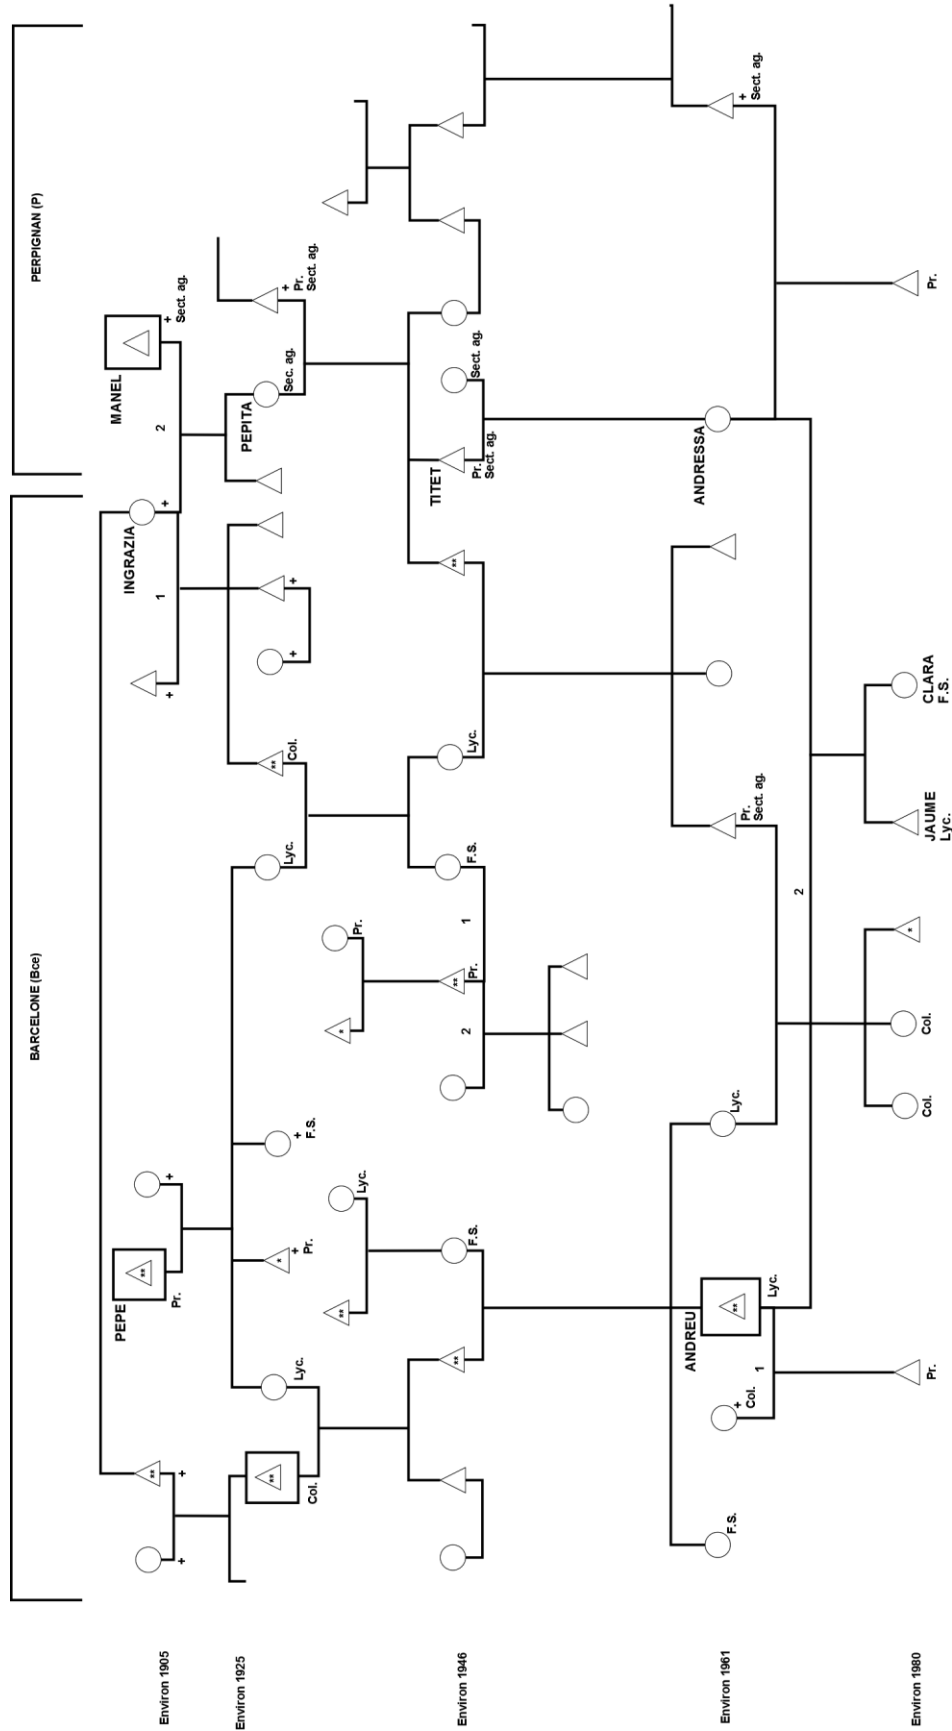 BARCELONE (Bce)
PERPIGNAN (P)
Environ 1905
+
**
+
PEPE
**
Pr.
+
+
1
INGRAZIA
+
2
MANEL
+
Sect. ag.
Environ 1925
**
Col.
Lyc.
*
+
Pr.
+
F.S.
Lyc.
**
Col.
+
+
PEPITA
Sec. ag.
+
Pr.
Sect. ag.
Environ 1946
**
**
Lyc.
F.S.
2
*
Pr.
**
Pr.
1
F.S.
Lyc.
**
TITET
Pr.
Sect. ag.
Sect. ag.
Environ 1961
F.S.
+
Col.
1
ANDREU
**
Lyc.
Lyc.
2
Pr.
Sect. ag.
ANDRESSA
+
Sect. ag.
Environ 1980
Pr.
Col.
Col.
*
JAUME
Lyc.
CLARA
F.S.
Pr.